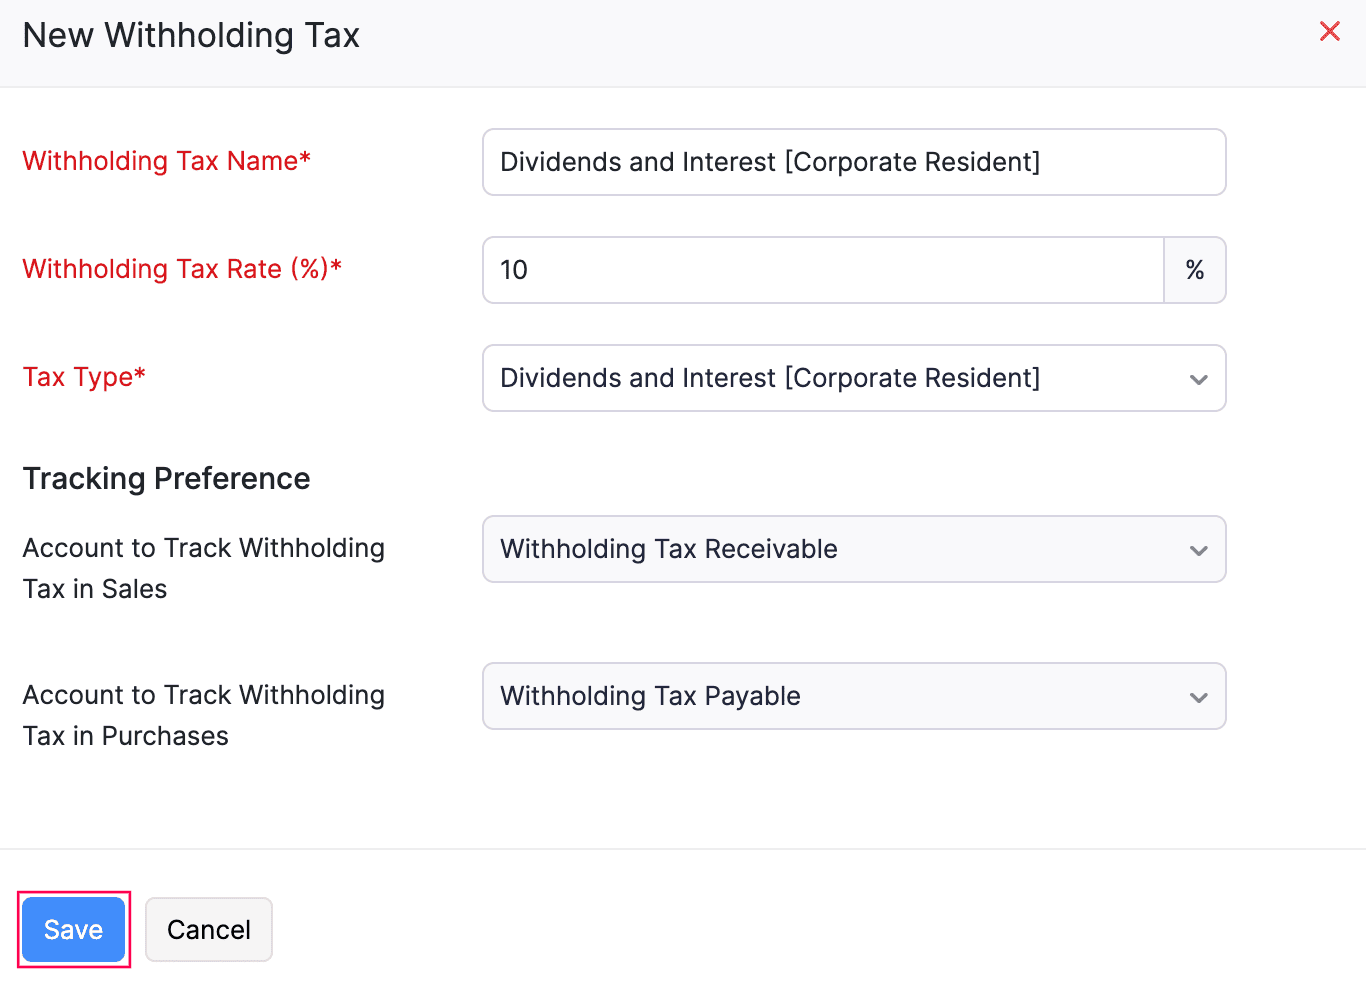 New Withholding Tax
Withholding Tax Name*
Dividends and Interest [Corporate Resident]
Withholding Tax Rate (%)*
10
%
Tax Type*
Dividends and Interest [Corporate Resident]
Tracking Preference
Account to Track Withholding
Tax in Sales
Withholding Tax Receivable
Account to Track Withholding
Tax in Purchases
Withholding Tax Payable
Save
Cancel